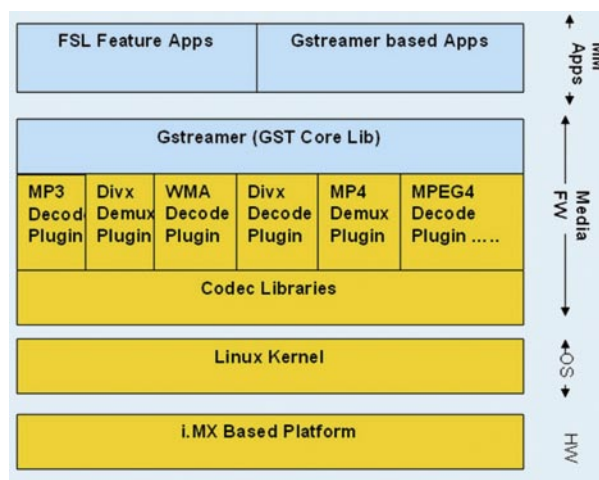 FSL Feature Apps
Gstreamer based Apps
MM
Apps
Gstreamer (GST Core Lib)
MP3
Decod
Plugin
Divx
Demux
Plugin
WMA
Decode
Plugin
Divx
Decode
Plugin
MP4
Demux
Plugin
MPEG4
Decode
Plugin .....
Media
FW
Codec Libraries
Linux Kernel
OS
i.MX Based Platform
HW